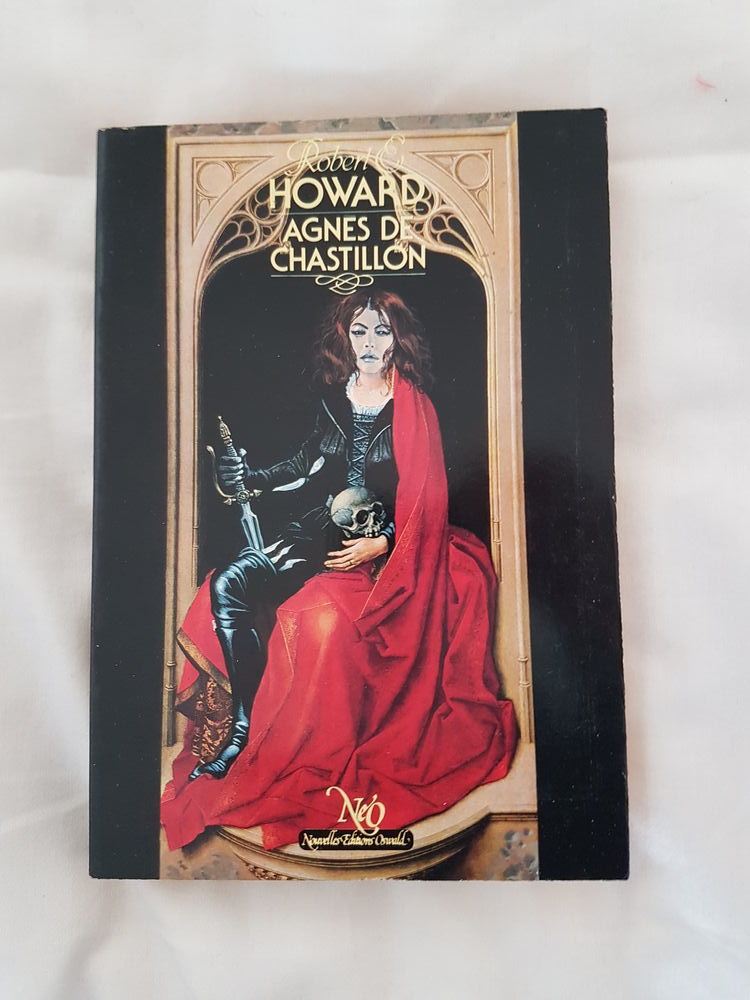 Robert E.
HOWARD
AGNES DE
CHASTILLON
Néo
Nouvelles Editions Oswald